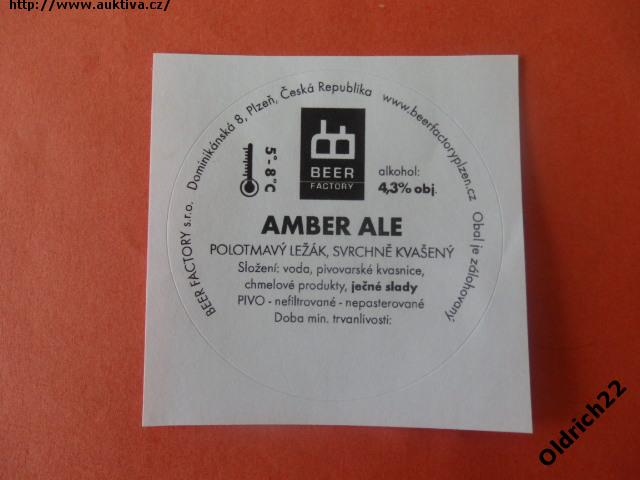 http://www.auktiva.cz/
BEER FACTORY s.r.o. Dominikánská 8, Plzeň, Česká Republika www.beerfactoryplzen.cz Obal je zálohovaný
BEER
FACTORY
5° - 8°C
alkohol:
4,3% obj.
AMBER ALE
POLOTMAVÝ LEŽÁK, SVRCHNĚ KVAŠENÝ
Složení: voda, pivovarské kvasnice,
chmelové produkty, ječné slady
PIVO - nefiltrované - nepasterované
Doba min. trvanlivosti:
Oldrich22